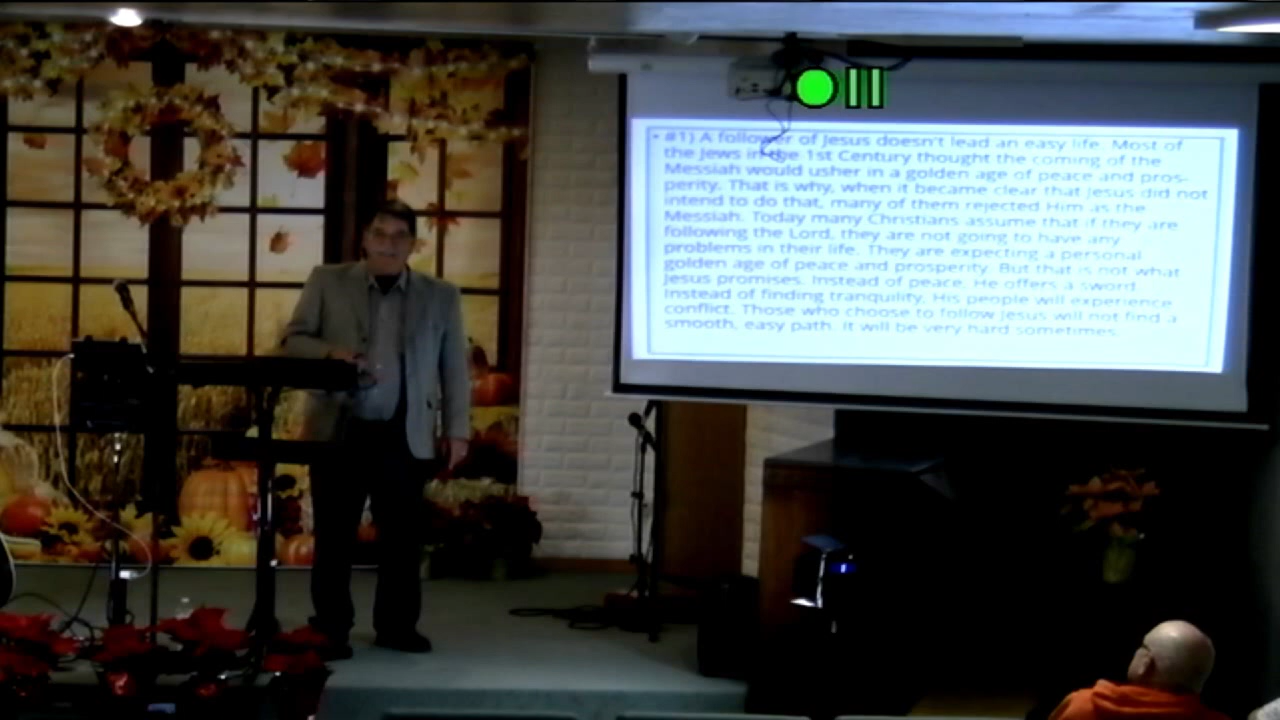 • #1) A follower of Jesus doesn't lead an easy life. Most of
the Jews in the 1st Century thought the coming of the
Messiah would usher in a golden age of peace and pros-
perity. That is why, when it became clear that Jesus did not
intend to do that, many of them rejected Him as the
Messiah. Today many Christians assume that if they are
following the Lord, they are not going to have any
problems in their life. They are expecting a personal
golden age of peace and prosperity. But that is not what
Jesus promises. Instead of peace, He offers a sword.
Instead of finding tranquility, His people will experience
conflict. Those who choose to follow Jesus will not find a
smooth, easy path. It will be very hard sometimes.